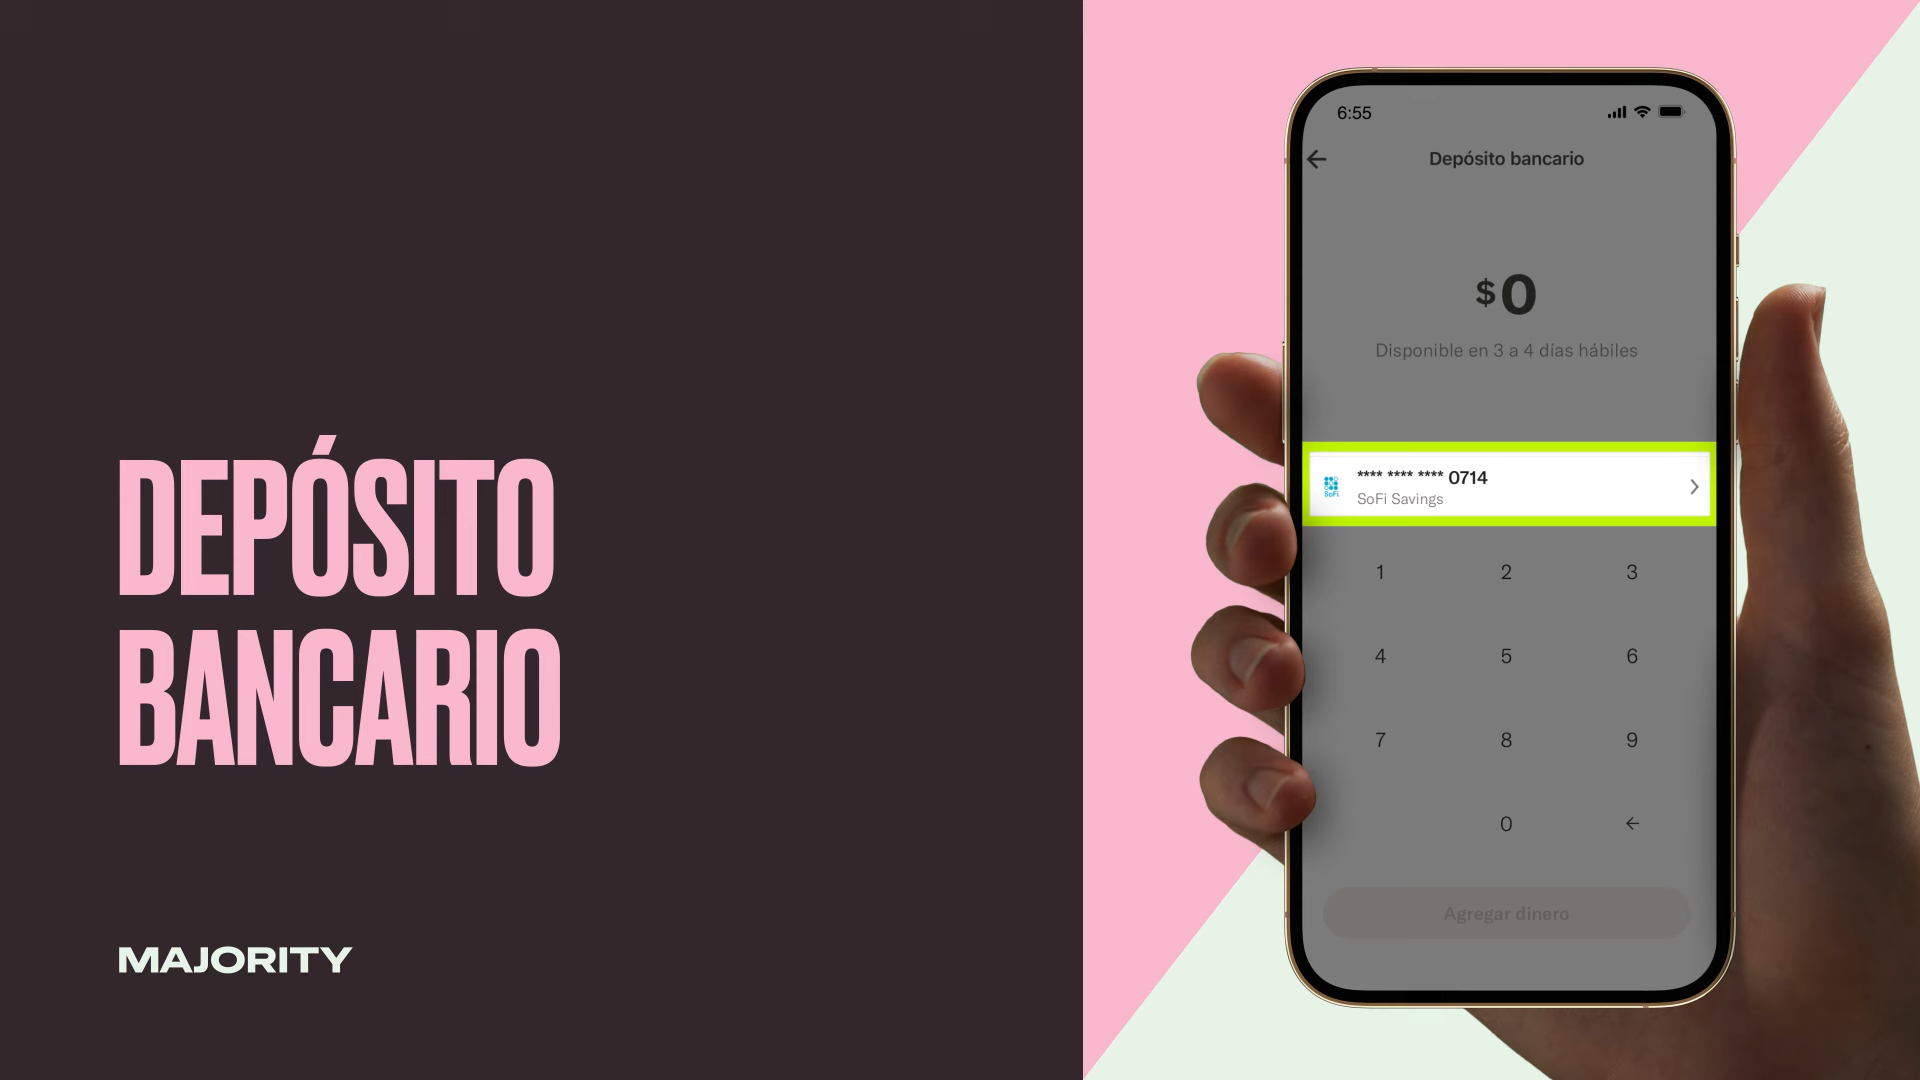 DEPÓSITO
BANCARIO
MAJORITY
6:55
Depósito bancario
$0
Disponible en 3 a 4 días hábiles
**** **** **** 0714
SoFi
SoFi Savings
1 2 3
4 5 6
7 8 9
0
Agregar dinero